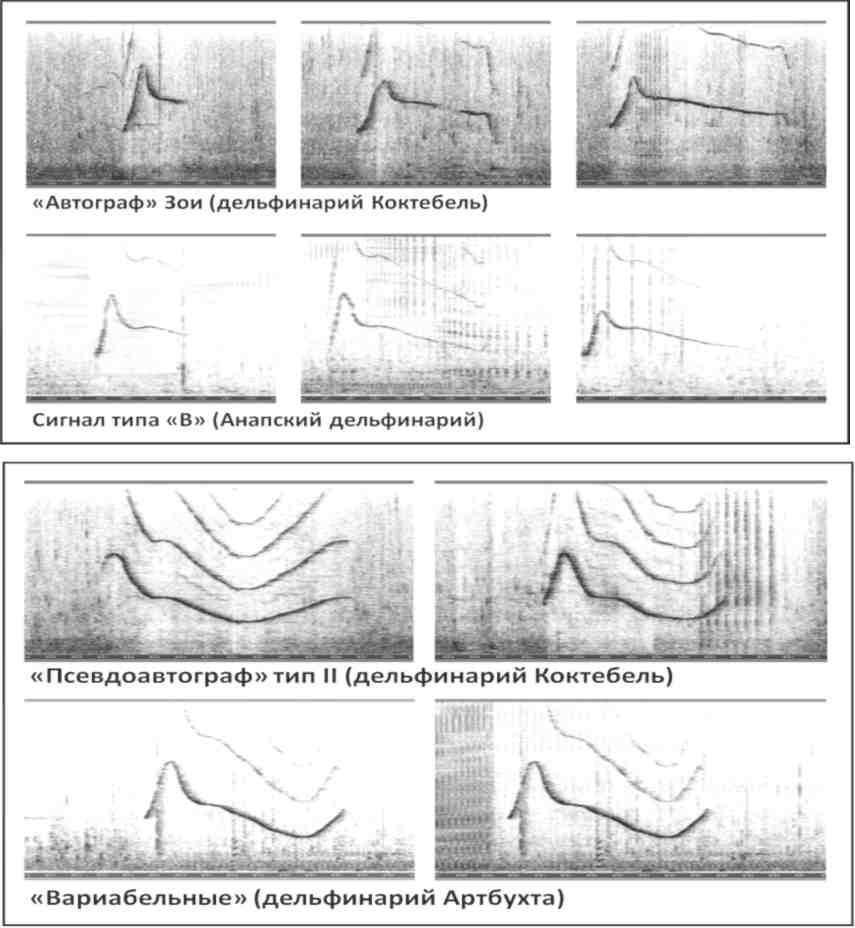 «Автограф» Зои (дельфинарий Коктебель)
Сигнал типа «В» (Анапский дельфинарий)
«Псевдоавтограф» тип II (дельфинарий Коктебель)
«Вариабельные» (дельфинарий Артбухта)